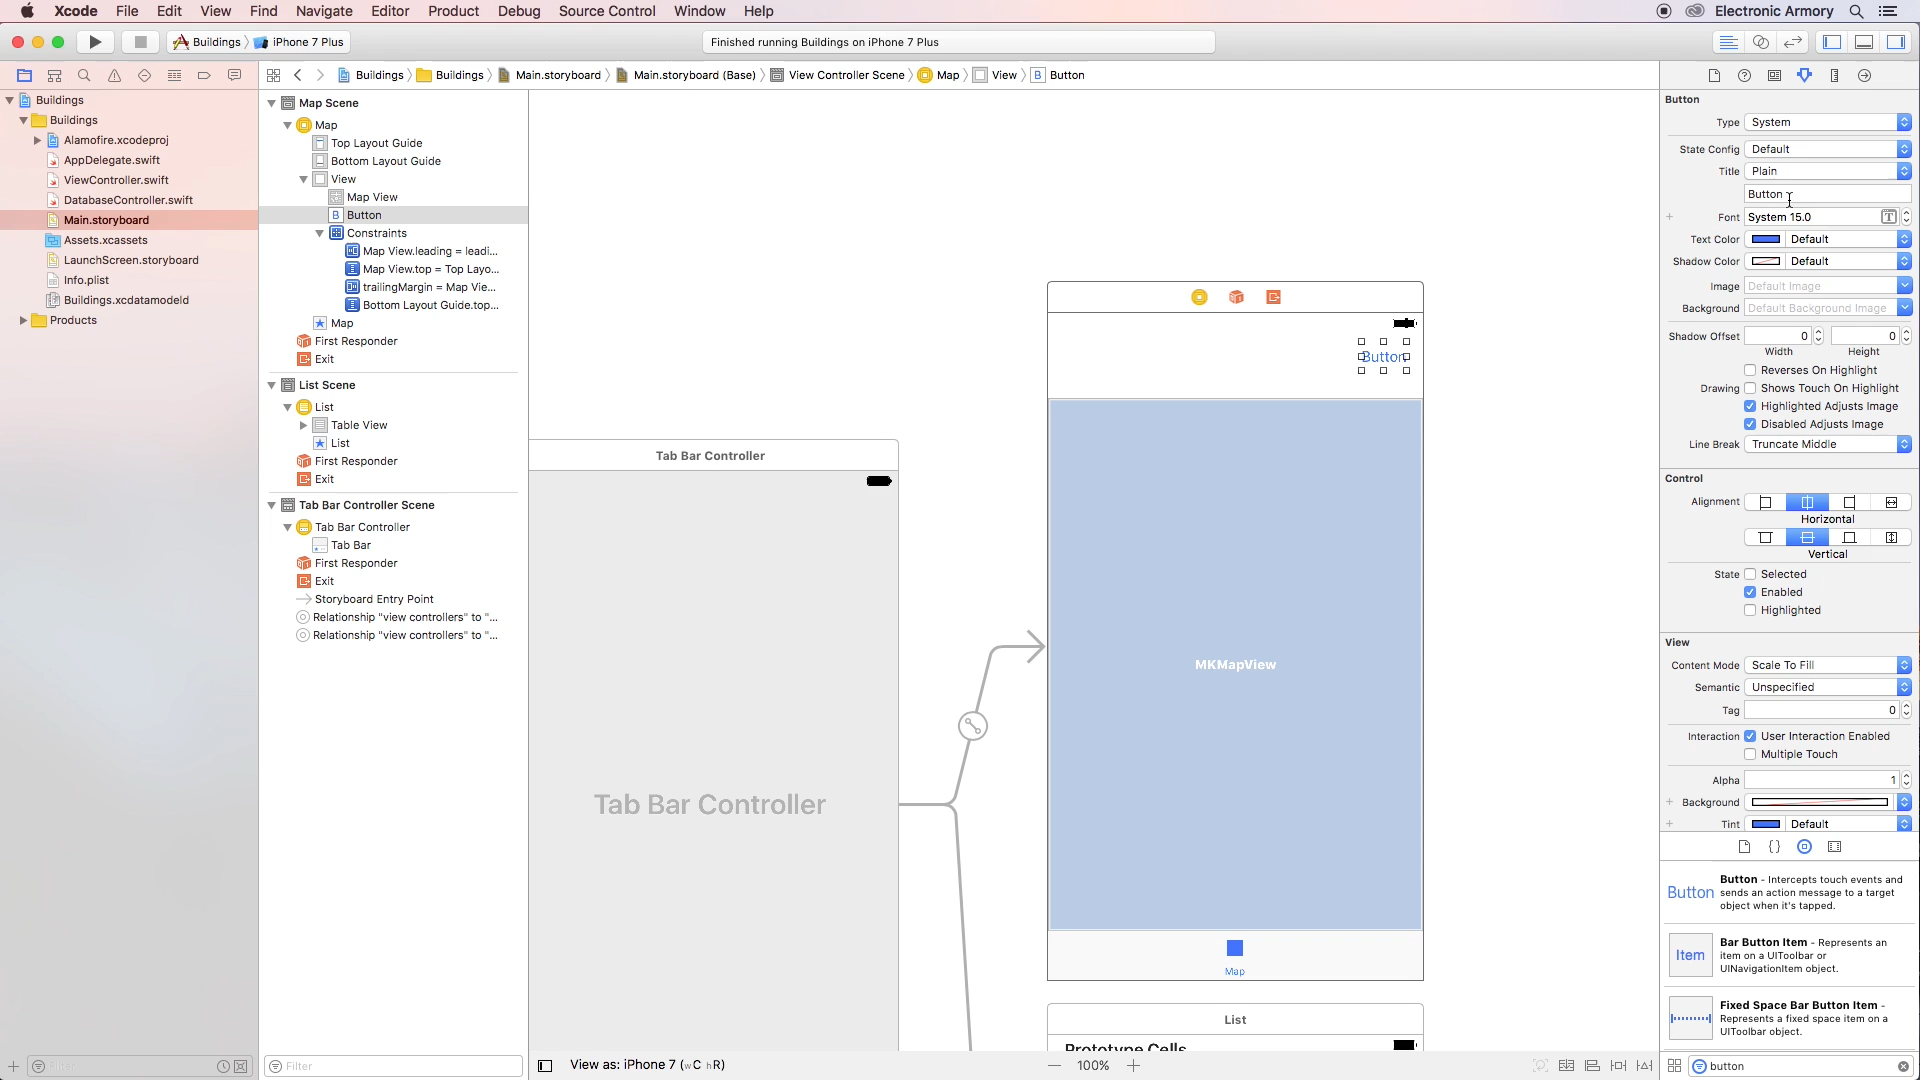 Xcode File Edit View Find Navigate Editor Product Debug Source Control Window Help
Electronic Armory
Buildings iPhone 7 Plus
Finished running Buildings on iPhone 7 Plus
Buildings Buildings Main.storyboard Main.storyboard (Base) View Controller Scene Map View B Button
Buildings
Buildings
Alamofire.xcodeproj
AppDelegate.swift
ViewController.swift
DatabaseController.swift
Main.storyboard
Assets.xcassets
LaunchScreen.storyboard
Info.plist
Buildings.xcdatamodeld
Products
Filter
Map Scene
Map
Top Layout Guide
Bottom Layout Guide
View
Map View
B Button
Constraints
Map View.leading = leadi...
Map View.top = Top Layo...
trailingMargin = Map Vie...
Bottom Layout Guide.top...
Map
First Responder
Exit
List Scene
List
Table View
List
First Responder
Exit
Tab Bar Controller Scene
Tab Bar Controller
Tab Bar
First Responder
Exit
Storyboard Entry Point
Relationship "view controllers" to "...
Relationship "view controllers" to "...
Filter
Tab Bar Controller
Tab Bar Controller
Button
MKMapView
Map
List
Prototype Cells
View as: iPhone 7 (wC hR)
100%
Button
Type System
State Config Default
Title Plain
Button
Font System 15.0
Text Color Default
Shadow Color Default
Image Default Image
Background Default Background Image
Shadow Offset 0 0
Width Height
Reverses On Highlight
Drawing Shows Touch On Highlight
Highlighted Adjusts Image
Disabled Adjusts Image
Line Break Truncate Middle
Control
Alignment
Horizontal
Vertical
State Selected
Enabled
Highlighted
View
Content Mode Scale To Fill
Semantic Unspecified
Tag 0
Interaction User Interaction Enabled
Multiple Touch
Alpha 1
Background
Tint Default
Button
Button - Intercepts touch events and
sends an action message to a target
object when it's tapped.
Item
Bar Button Item - Represents an
item on a UIToolbar or
UINavigationItem object.
Fixed Space Bar Button Item -
Represents a fixed space item on a
UIToolbar object.
button